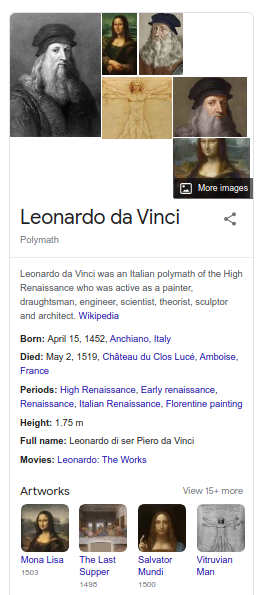 More images
Leonardo da Vinci
Polymath
Leonardo da Vinci was an Italian polymath of the High
Renaissance who was active as a painter,
draughtsman, engineer, scientist, theorist, sculptor
and architect. Wikipedia
Born: April 15, 1452, Anchiano, Italy
Died: May 2, 1519, Château du Clos Lucé, Amboise,
France
Periods: High Renaissance, Early renaissance,
Renaissance, Italian Renaissance, Florentine painting
Height: 1.75 m
Full name: Leonardo di ser Piero da Vinci
Movies: Leonardo: The Works
Artworks
View 15+ more
Mona Lisa
1503
The Last
Supper
1498
Salvator
Mundi
1500
Vitruvian
Man